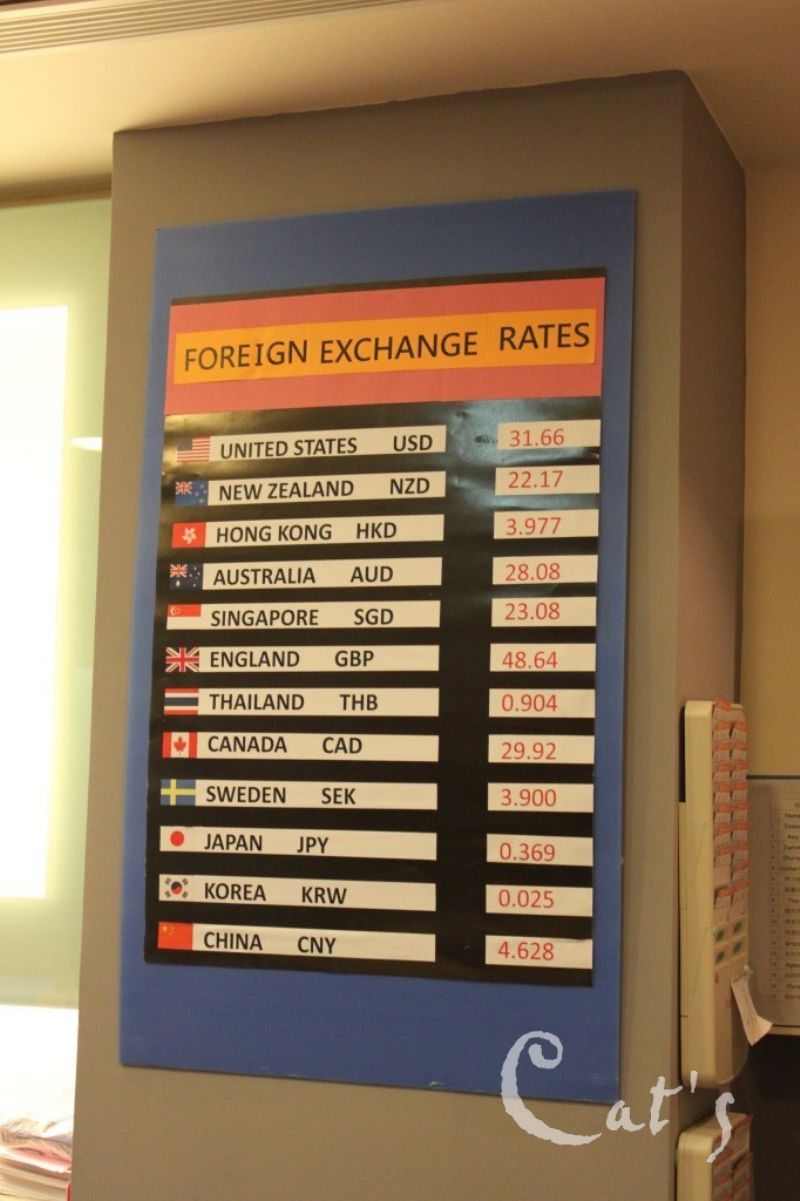 FOREIGN EXCHANGE RATES
UNITED STATES USD 31.66
NEW ZEALAND NZD 22.17
HONG KONG HKD 3.977
AUSTRALIA AUD 28.08
SINGAPORE SGD 23.08
ENGLAND GBP 48.64
THAILAND THB 0.904
CANADA CAD 29.92
SWEDEN SEK 3.900
JAPAN JPY 0.369
KOREA KRW 0.025
CHINA CNY 4.628
Cat's